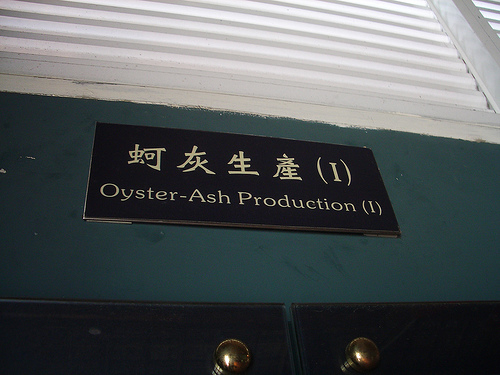 蚵灰生產(I)
Oyster-Ash Production (I)